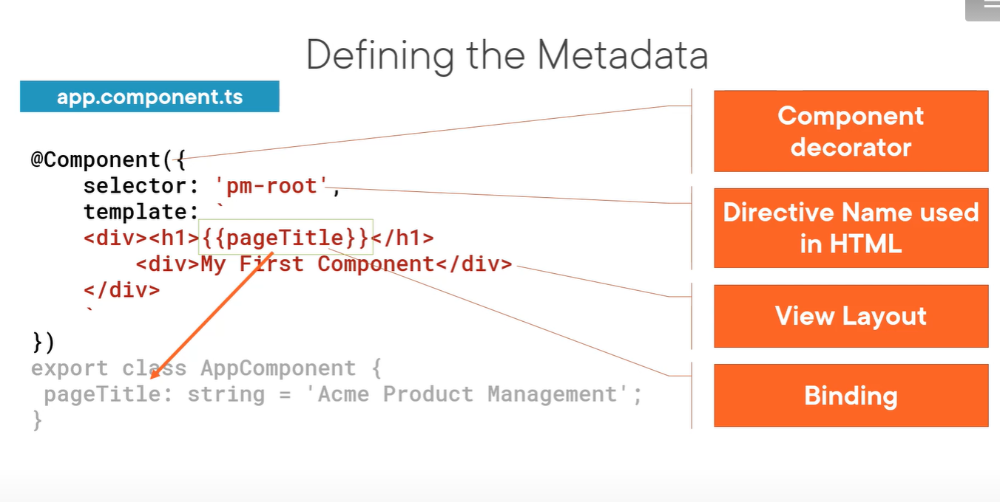 Defining the Metadata
app.component.ts
@Component({
    selector: 'pm-root',
    template: `
    <div><h1>{{pageTitle}}</h1>
        <div>My First Component</div>
    </div>
    `
})
export class AppComponent {
 pageTitle: string = 'Acme Product Management';
}
Component
decorator
Directive Name used
in HTML
View Layout
Binding